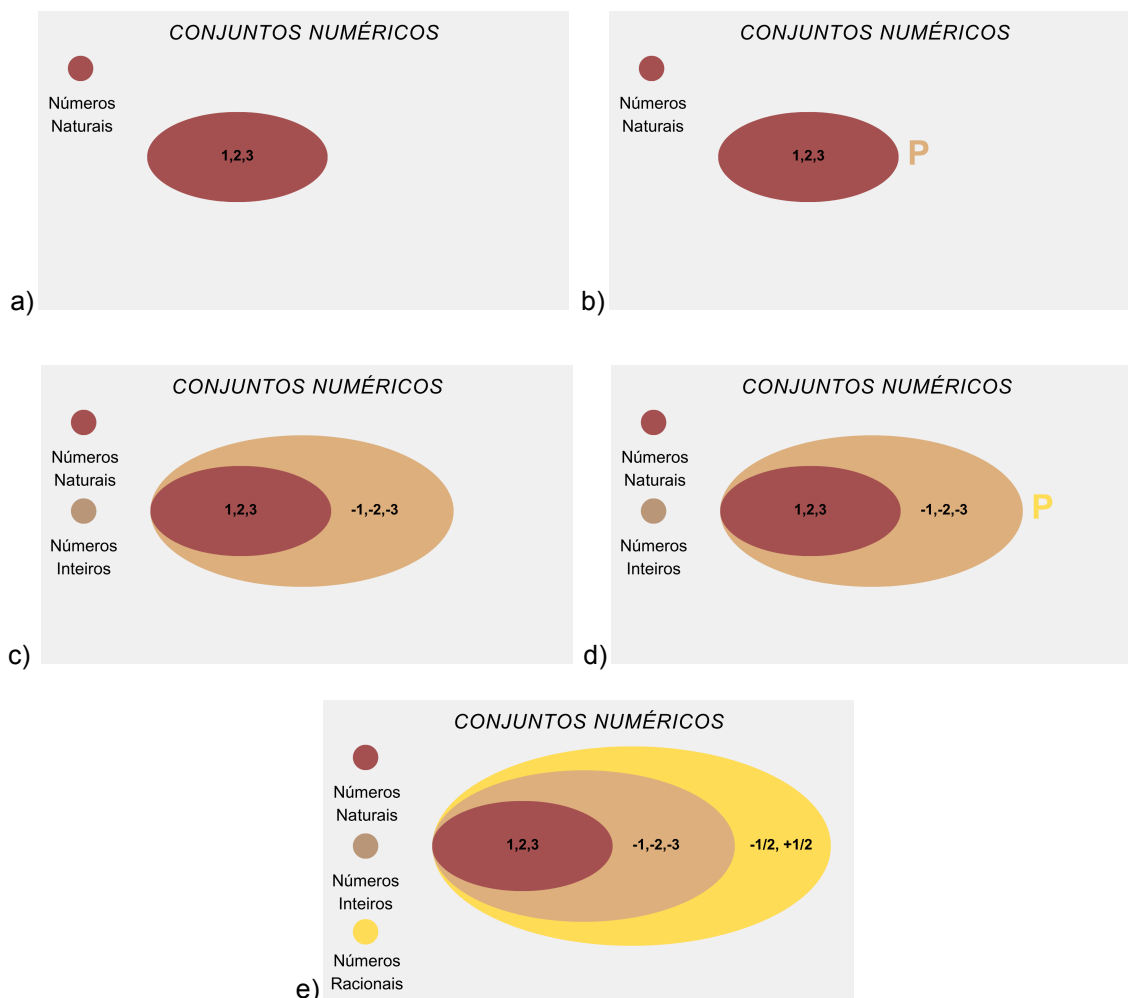 CONJUNTOS NUMÉRICOS
Números
Naturais
1,2,3
a)
CONJUNTOS NUMÉRICOS
Números
Naturais
1,2,3
P
b)
CONJUNTOS NUMÉRICOS
Números
Naturais
1,2,3
-1,-2,-3
Números
Inteiros
c)
CONJUNTOS NUMÉRICOS
Números
Naturais
1,2,3
-1,-2,-3
P
Números
Inteiros
d)
CONJUNTOS NUMÉRICOS
Números
Naturais
1,2,3
-1,-2,-3
-1/2, +1/2
Números
Inteiros
Números
Racionais
e)